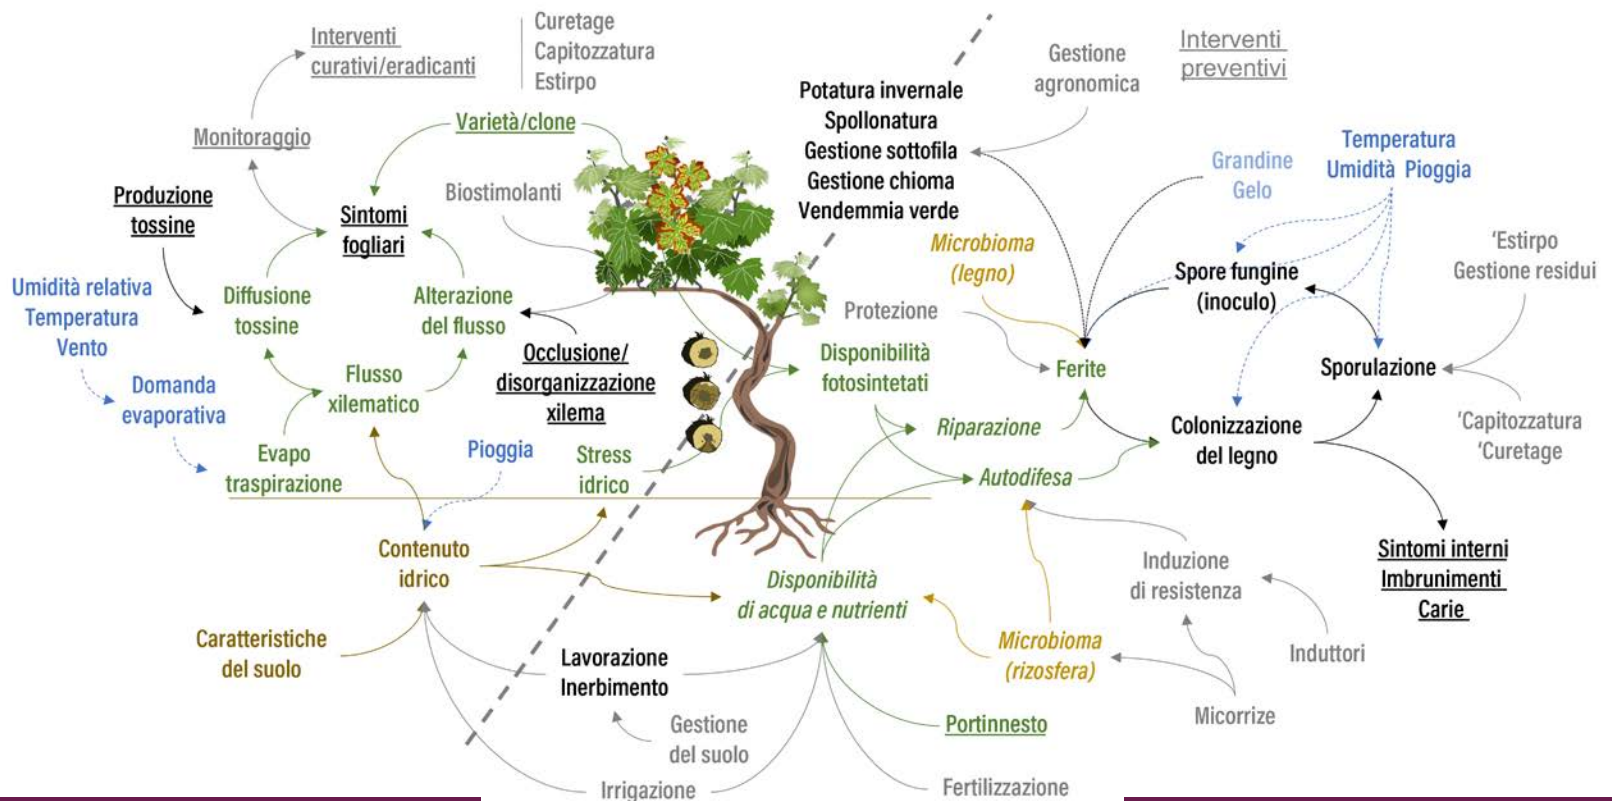 Interventi
curativi/eradicanti
Curetage
Capitozzatura
Estirpo
Monitoraggio
Varietà/clone
Produzione
tossine
Sintomi
fogliari
Biostimolanti
Umidità relativa
Temperatura
Vento
Diffusione
tossine
Alterazione
del flusso
Domanda
evaporativa
Flusso
xilematico
Occlusione/
disorganizzazione
xilema
Evapo
traspirazione
Pioggia
Stress
idrico
Contenuto
idrico
Caratteristiche
del suolo
Lavorazione
Inerbimento
Gestione
del suolo
Irrigazione
Potatura invernale
Spollonatura
Gestione sottofila
Gestione chioma
Vendemmia verde
Gestione
agronomica
Interventi
preventivi
Grandine
Gelo
Temperatura
Umidità Pioggia
Microbioma
(legno)
Protezione
Spore fungine
(inoculo)
'Estirpo
Gestione residui
Disponibilità
fotosintetati
Ferite
Sporulazione
Riparazione
Colonizzazione
del legno
'Capitozzatura
'Curetage
Autodifesa
Sintomi interni
Imbrunimenti
Carie
Disponibilità
di acqua e nutrienti
Induzione
di resistenza
Microbioma
(rizosfera)
Induttori
Micorrize
Portinnesto
Fertilizzazione